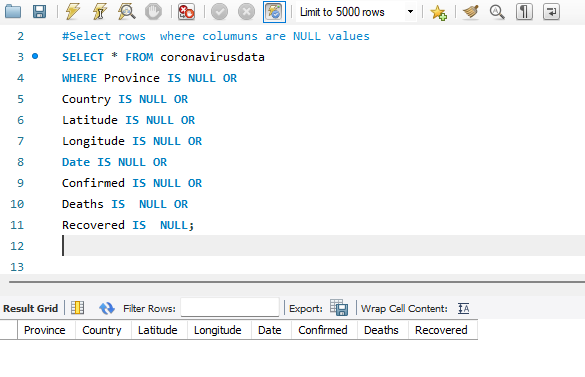 Limit to 5000 rows
2 #Select rows  where columuns are NULL values
3 SELECT * FROM coronavirusdata
4 WHERE Province IS NULL OR
5 Country IS NULL OR
6 Latitude IS NULL OR
7 Longitude IS NULL OR
8 Date IS NULL OR
9 Confirmed IS NULL OR
10 Deaths IS  NULL OR
11 Recovered IS  NULL;
12
13
Result Grid Filter Rows: Export: Wrap Cell Content: IA
Province Country Latitude Longitude Date Confirmed Deaths Recovered